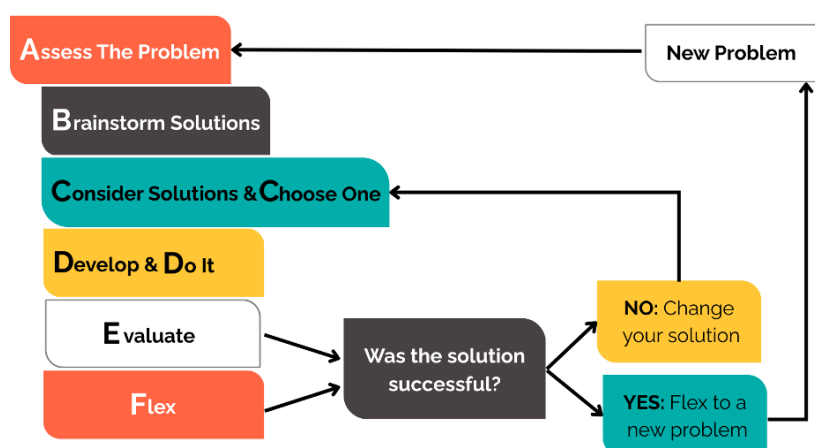 Assess The Problem
New Problem
Brainstorm Solutions
Consider Solutions & Choose One
Develop & Do It
Evaluate
Flex
Was the solution
successful?
NO: Change
your solution
YES: Flex to a
new problem